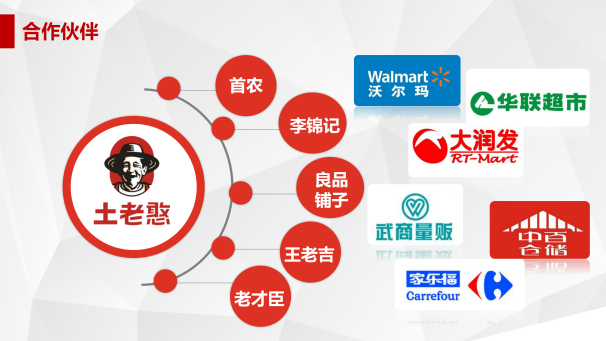 合作伙伴
土老憨
首农
李锦记
良品
铺子
王老吉
老才臣
Walmart
沃尔玛
华联超市
大润发
RT-Mart
武商量贩
中百
仓储
家乐福
Carrefour